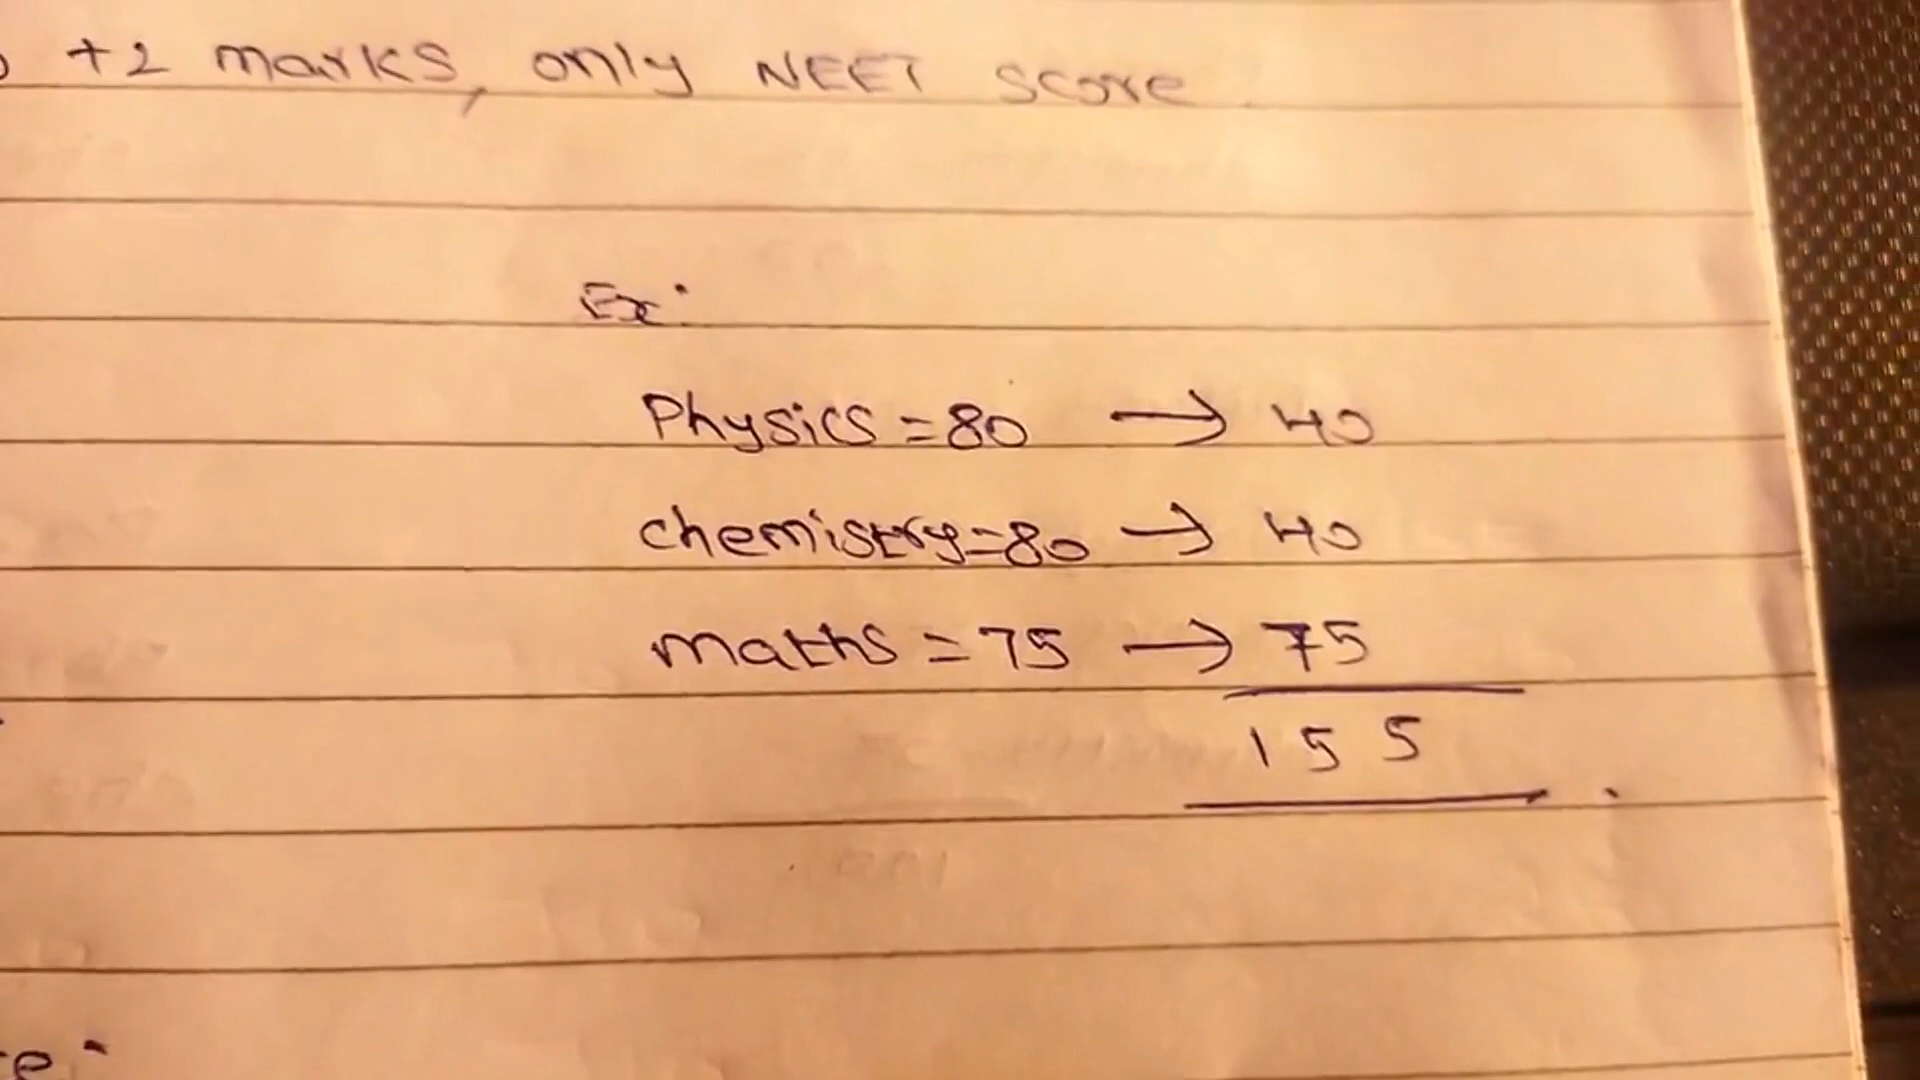 +2 marks, only NEET score
Ex:
Physics = 80 → 40
chemistry = 80 → 40
maths = 75 → 75
155